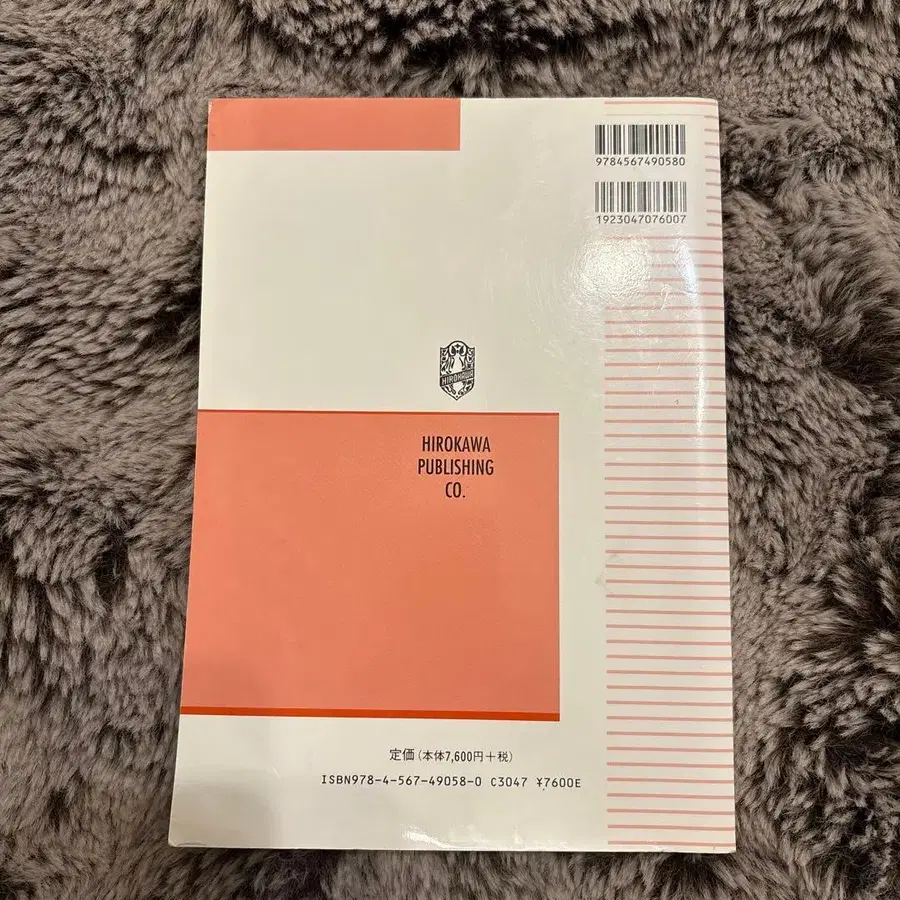 9784567490580
1923047076007
HIROKAWA
HIROKAWA
PUBLISHING
CO.
定価(本体7,600円+税)
ISBN978-4-567-49058-0 C3047 ¥7600E